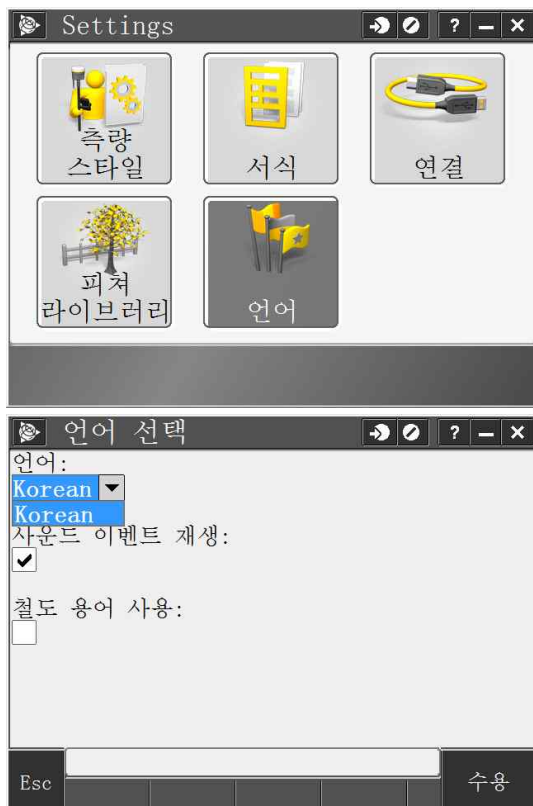 Settings
?
측량
스타일
서식
연결
피쳐
라이브러리
언어
언어 선택
?
언어:
Korean
Korean
사운드 이벤트 재생:
철도 용어 사용:
Esc
수용